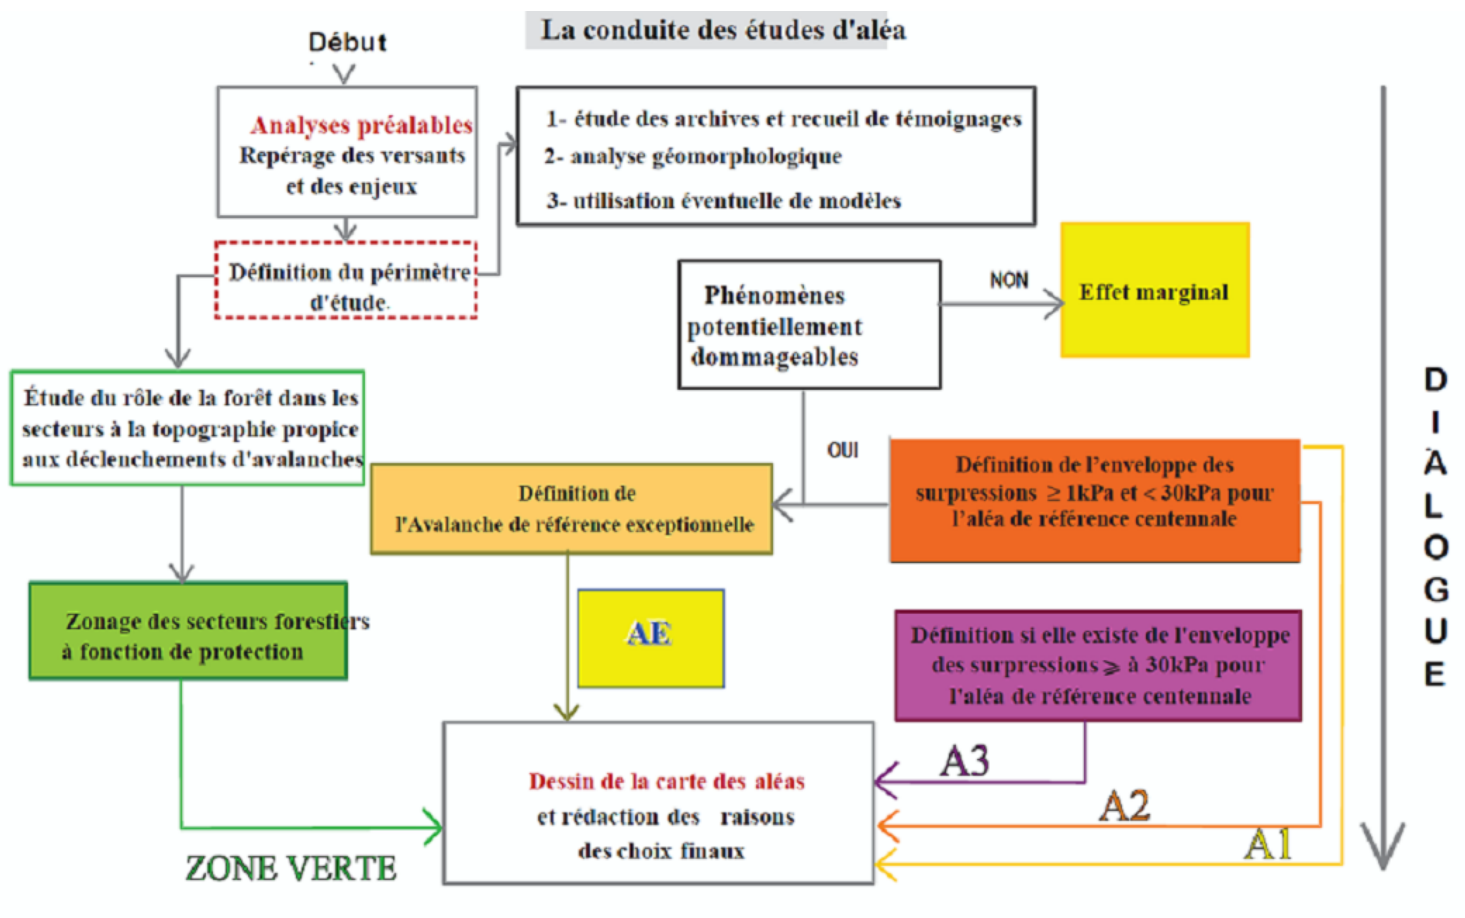 La conduite des études d'aléa
Début
Analyses préalables
Repérage des versants
et des enjeux
1- étude des archives et recueil de témoignages
2- analyse géomorphologique
3- utilisation éventuelle de modèles
Définition du périmètre
d'étude.
Phénomènes
potentiellement
dommageables
NON
Effet marginal
OUI
Étude du rôle de la forêt dans les
secteurs à la topographie propice
aux déclenchements d'avalanches
Définition de
l'Avalanche de référence exceptionnelle
Définition de l'enveloppe des
surpressions ≥ 1kPa et < 30kPa pour
l'aléa de référence centennale
Zonage des secteurs forestiers
à fonction de protection
AE
Définition si elle existe de l'enveloppe
des surpressions ⩾ à 30kPa pour
l'aléa de référence centennale
Dessin de la carte des aléas
et rédaction des raisons
des choix finaux
A3
A2
A1
ZONE VERTE
D
I
A
L
O
G
U
E